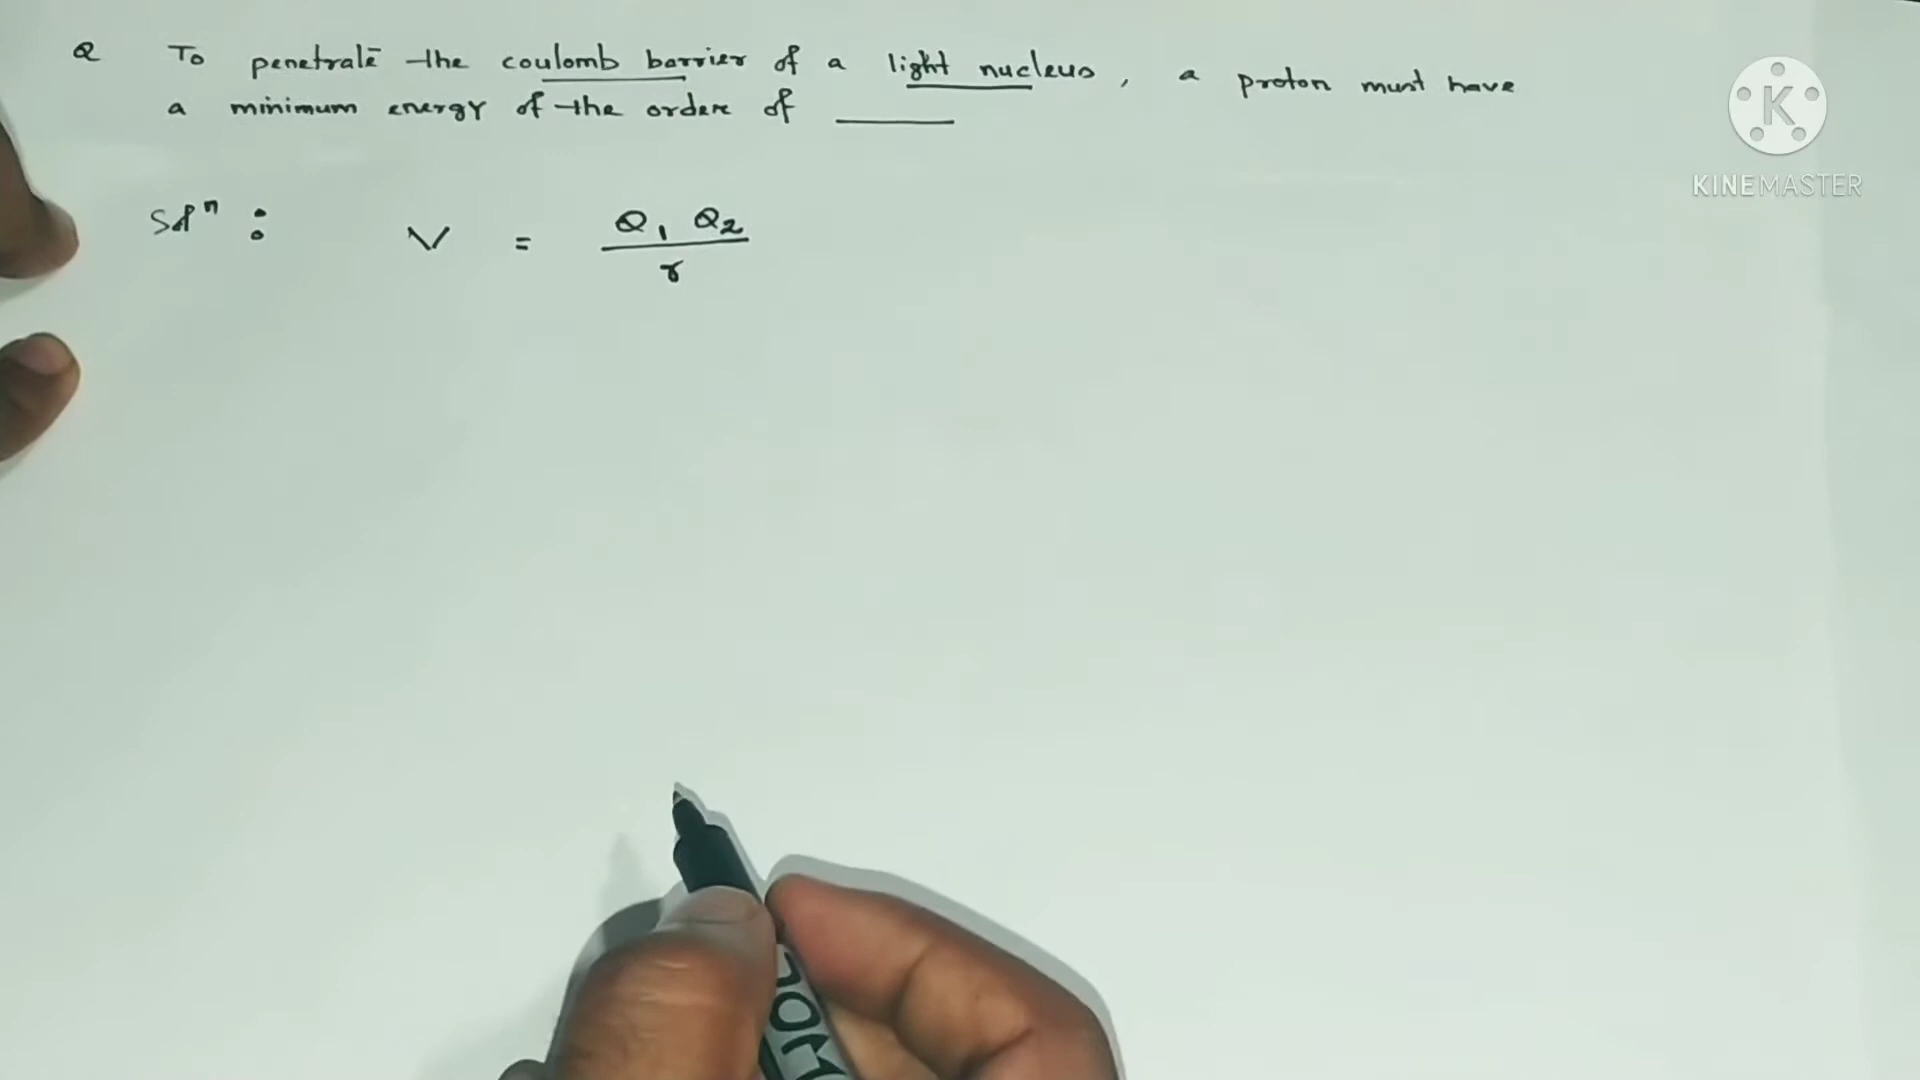 Q To penetrate the coulomb barrier of a light nucleus, a proton must have
a minimum energy of the order of ______
K
KINEMASTER
Solⁿ : V = Q₁ Q₂ / r